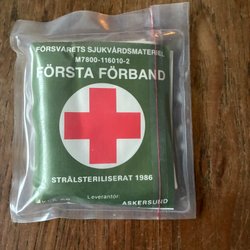 FÖRSVARETS SJUKVÅRDSMATERIEL
M7800-116010-2
FÖRSTA FÖRBAND
STRÅLSTERILISERAT 1986
Leverantör
ASKERSUND